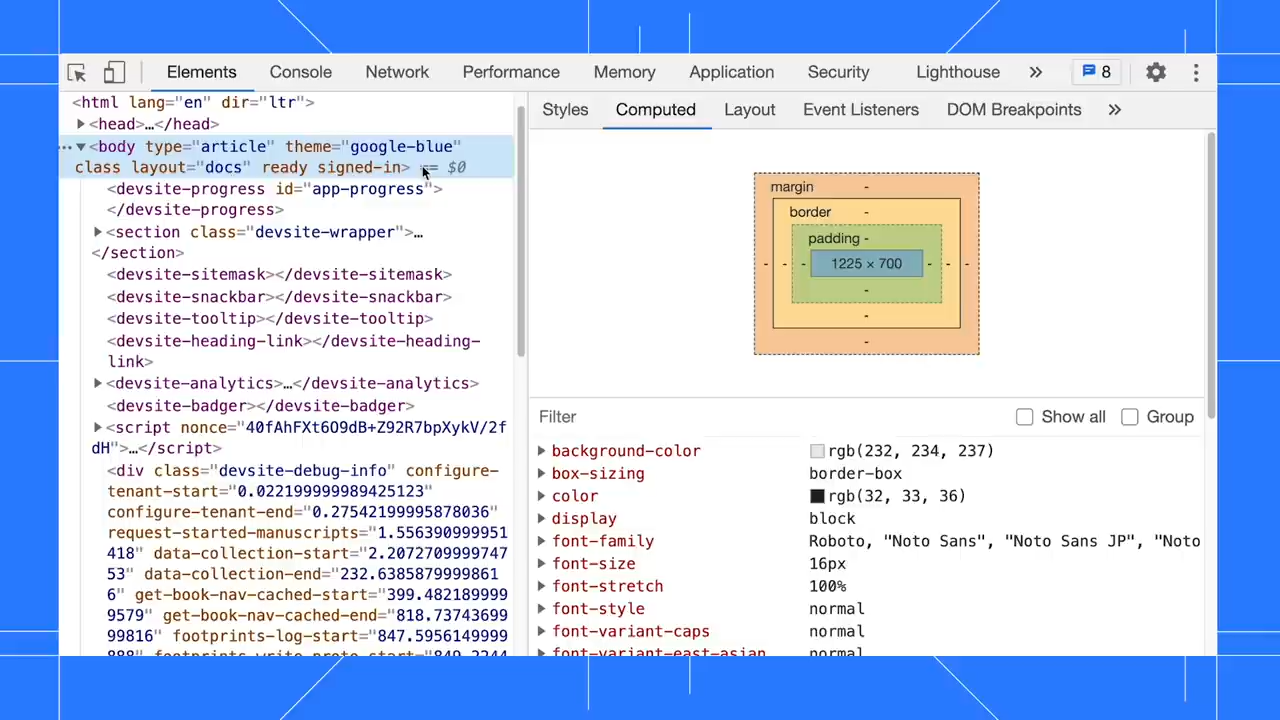 Elements Console Network Performance Memory Application Security Lighthouse » 8
<html lang="en" dir="ltr">
<head>…</head>
<body type="article" theme="google-blue"
class layout="docs" ready signed-in> == $0
<devsite-progress id="app-progress">
</devsite-progress>
<section class="devsite-wrapper">…
</section>
<devsite-sitemask></devsite-sitemask>
<devsite-snackbar></devsite-snackbar>
<devsite-tooltip></devsite-tooltip>
<devsite-heading-link></devsite-heading-
link>
<devsite-analytics>…</devsite-analytics>
<devsite-badger></devsite-badger>
<script nonce="40fAhFXt6O9dB+Z92R7bpXykV/2f
dH">…</script>
<div class="devsite-debug-info" configure-
tenant-start="0.022199999989425123"
configure-tenant-end="0.27542199995878036"
request-started-manuscripts="1.556390999951
418" data-collection-start="2.2072709999747
53" data-collection-end="232.6385879999861
6" get-book-nav-cached-start="399.482189999
9579" get-book-nav-cached-end="818.73743699
99816" footprints-log-start="847.5956149999
Styles Computed Layout Event Listeners DOM Breakpoints »
margin -
border -
padding -
- - - 1225 × 700 - - -
-
-
-
Filter Show all Group
background-color rgb(232, 234, 237)
box-sizing border-box
color rgb(32, 33, 36)
display block
font-family Roboto, "Noto Sans", "Noto Sans JP", "Noto
font-size 16px
font-stretch 100%
font-style normal
font-variant-caps normal
font-variant-east-asian normal